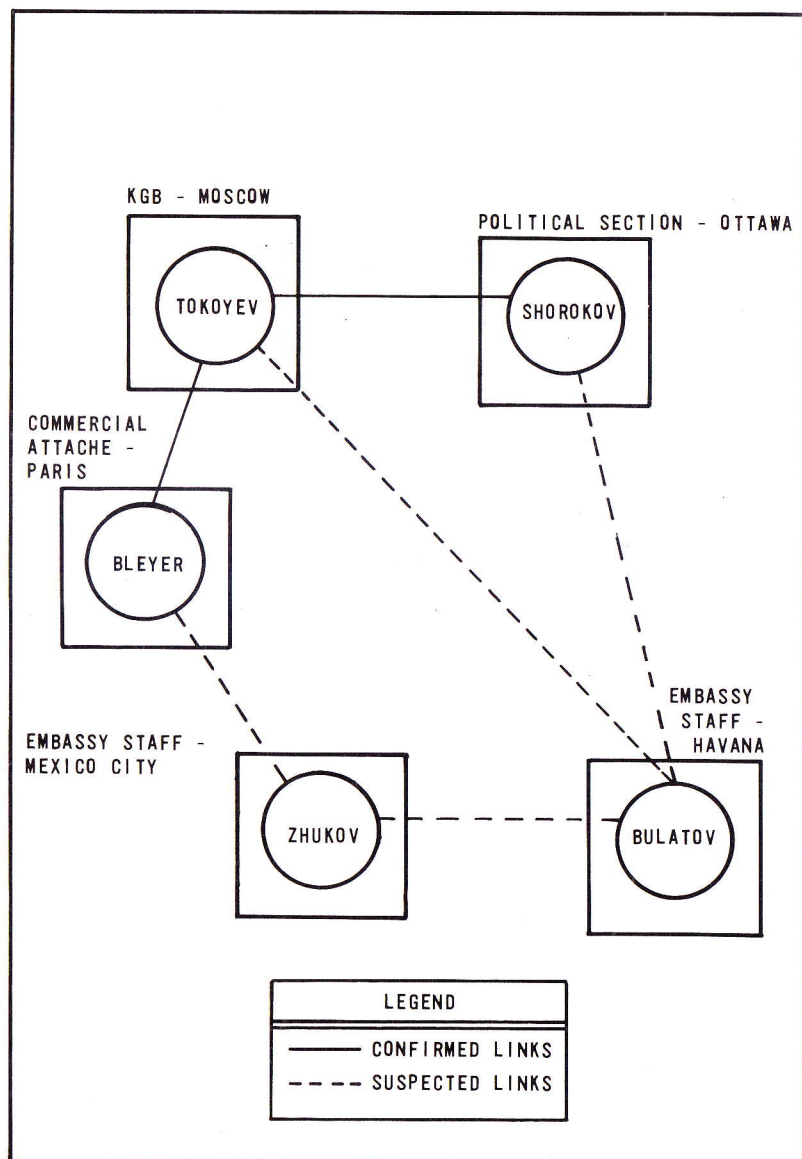 KGB - MOSCOW
POLITICAL SECTION - OTTAWA
TOKOYEV
SHOROKOV
COMMERCIAL
ATTACHE -
PARIS
BLEYER
EMBASSY
STAFF -
HAVANA
EMBASSY STAFF -
MEXICO CITY
ZHUKOV
BULATOV
LEGEND
CONFIRMED LINKS
SUSPECTED LINKS